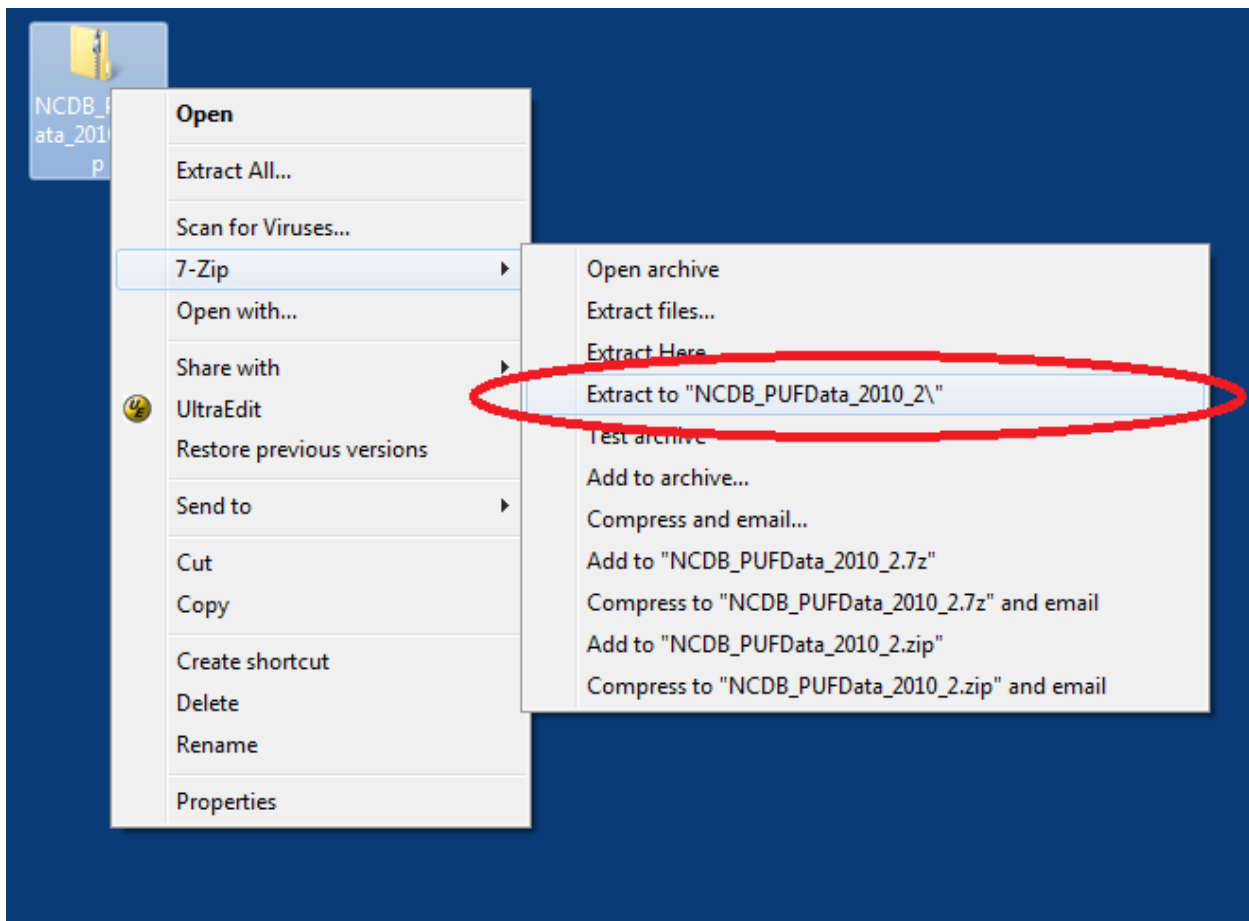 NCDB_
ata_201
p
Open
Extract All...
Scan for Viruses...
7-Zip
Open with...
Share with
UltraEdit
Restore previous versions
Send to
Cut
Copy
Create shortcut
Delete
Rename
Properties
Open archive
Extract files...
Extract Here
Extract to "NCDB_PUFData_2010_2\"
Test archive
Add to archive...
Compress and email...
Add to "NCDB_PUFData_2010_2.7z"
Compress to "NCDB_PUFData_2010_2.7z" and email
Add to "NCDB_PUFData_2010_2.zip"
Compress to "NCDB_PUFData_2010_2.zip" and email